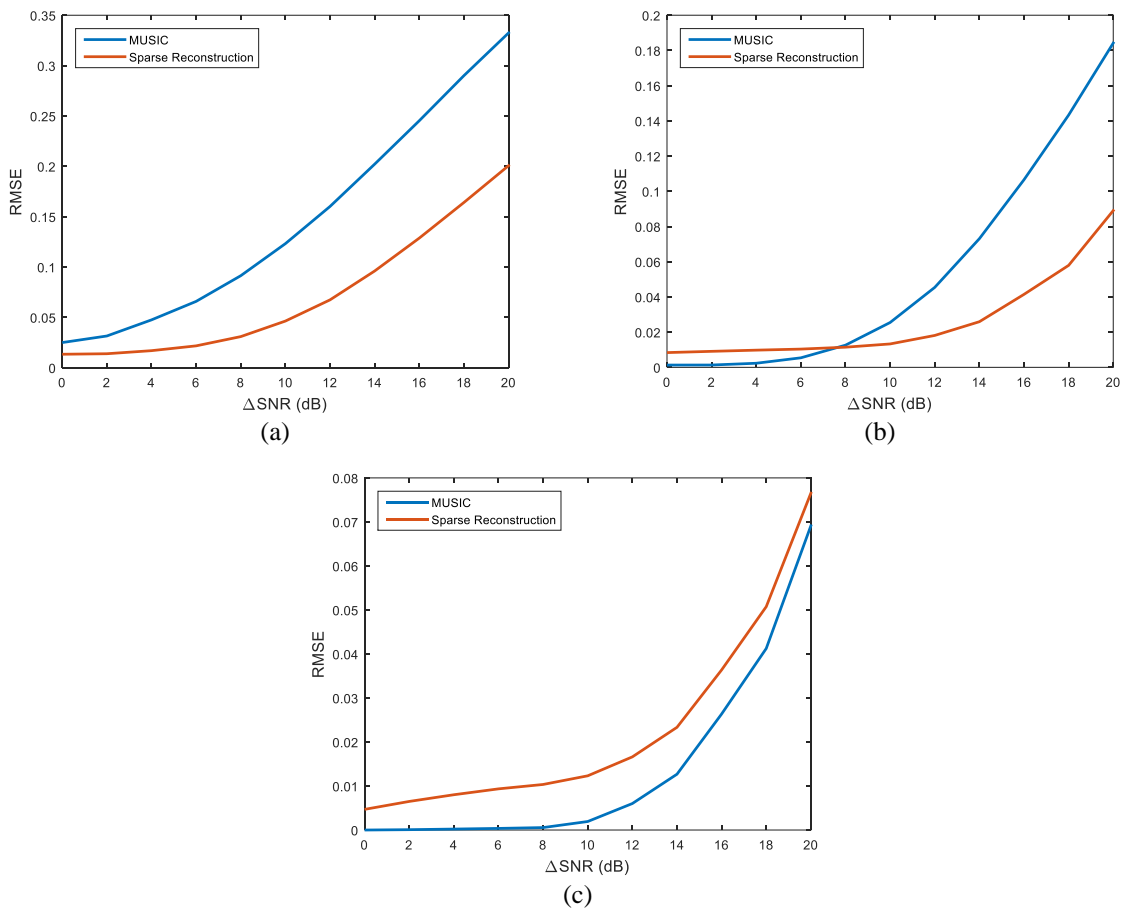 0.35
0.3
0.25
0.2
0.15
0.1
0.05
0
RMSE
MUSIC
Sparse Reconstruction
0 2 4 6 8 10 12 14 16 18 20
ΔSNR (dB)
(a)
0.2
0.18
0.16
0.14
0.12
0.1
0.08
0.06
0.04
0.02
0
RMSE
MUSIC
Sparse Reconstruction
0 2 4 6 8 10 12 14 16 18 20
ΔSNR (dB)
(b)
0.08
0.07
0.06
0.05
0.04
0.03
0.02
0.01
0
RMSE
MUSIC
Sparse Reconstruction
0 2 4 6 8 10 12 14 16 18 20
ΔSNR (dB)
(c)